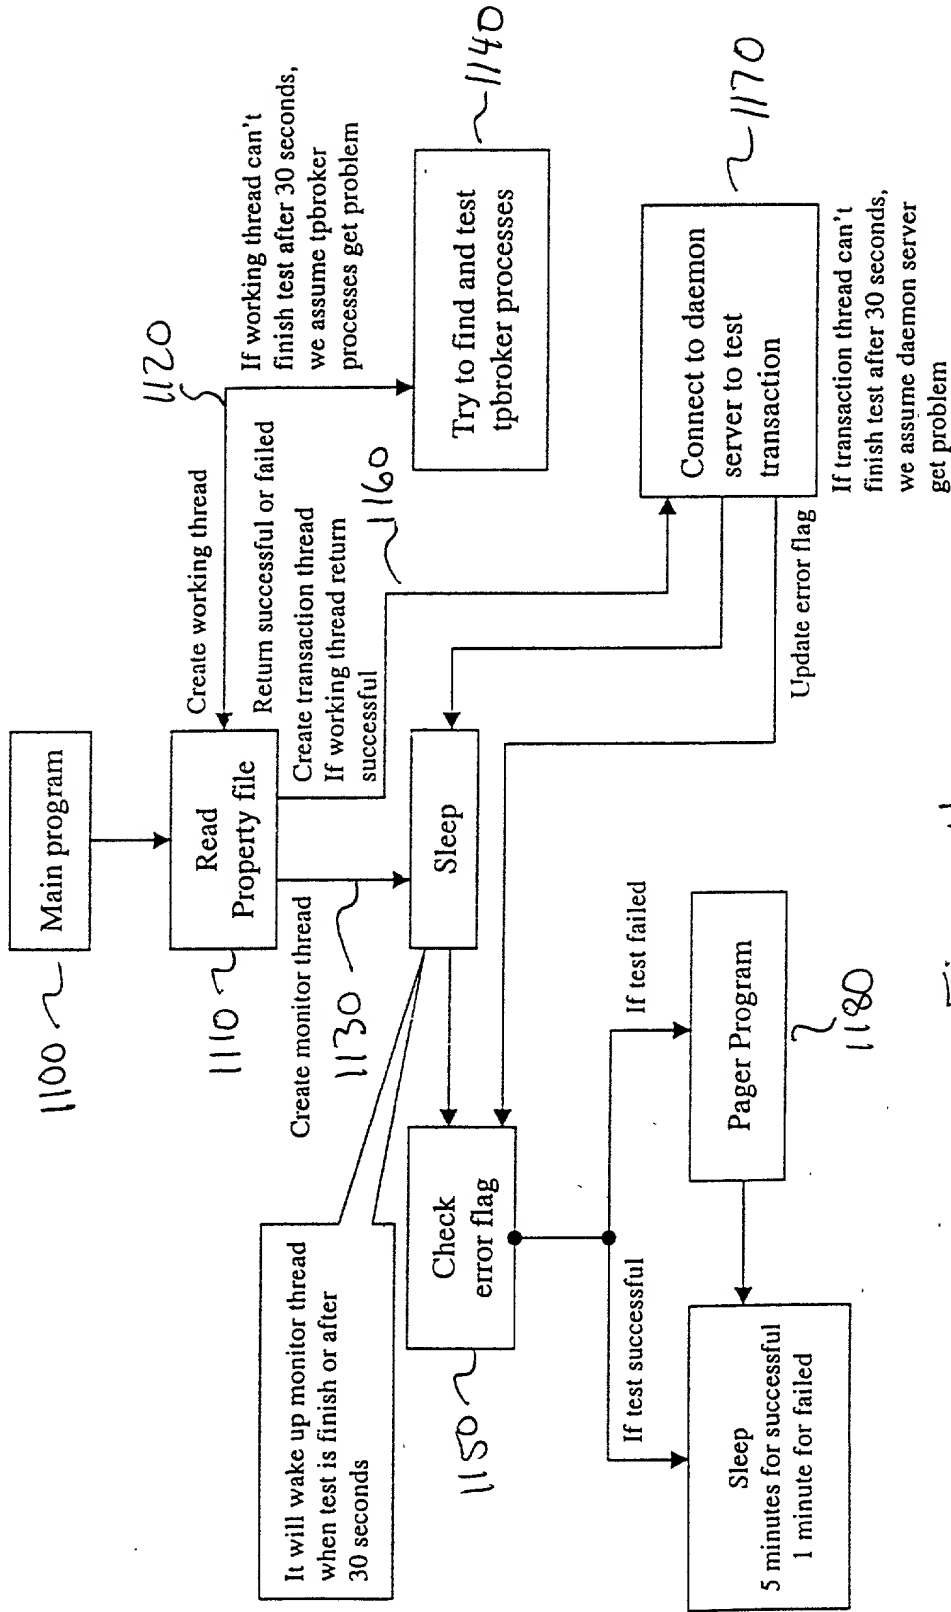 1100
Main program
1110
Read
Property file
Create working thread
1120
Return successful or failed
If working thread can't
finish test after 30 seconds,
we assume tpbroker
processes get problem
Try to find and test
tpbroker processes
1140
Create monitor thread
1130
Create transaction thread
If working thread return
successful
1160
It will wake up monitor thread
when test is finish or after
30 seconds
Sleep
Connect to daemon
server to test
transaction
1170
If transaction thread can't
finish test after 30 seconds,
we assume daemon server
get problem
Update error flag
Check
error flag
1150
If test successful
If test failed
Pager Program
1180
Sleep
5 minutes for successful
1 minute for failed